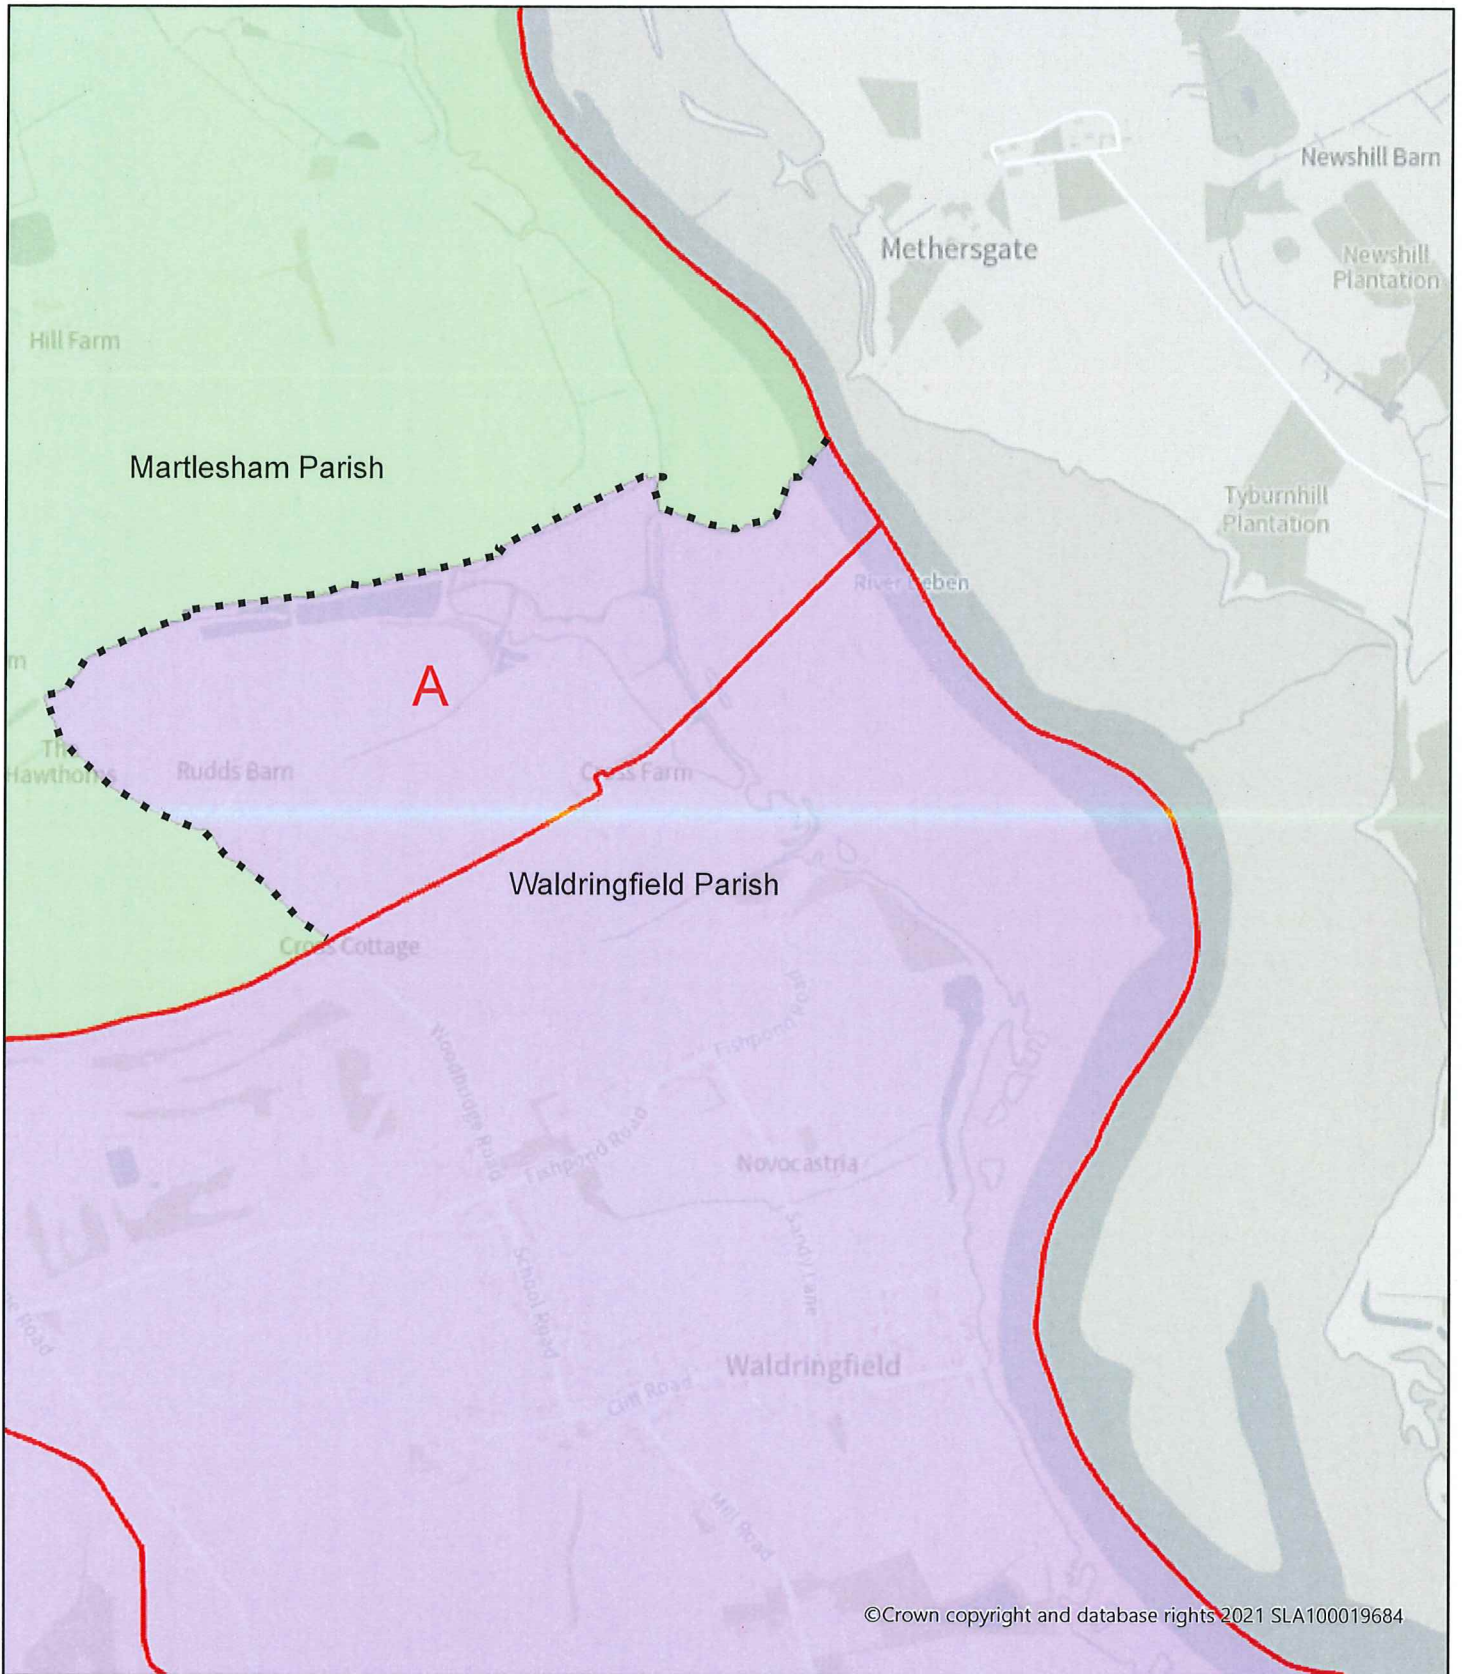 Newshill Barn
Methersgate
Newshill
Plantation
Hill Farm
Martlesham Parish
Tyburnhill
Plantation
River Deben
m
A
The
Hawthorns
Rudds Barn
Cross Farm
Waldringfield Parish
Cross Cottage
Fishpond Road
Woodbridge Road
Fishpond Road
Novocastria
Sandy Lane
School Road
Road
Waldringfield
Cliff Road
Mill Road
©Crown copyright and database rights 2021 SLA100019684